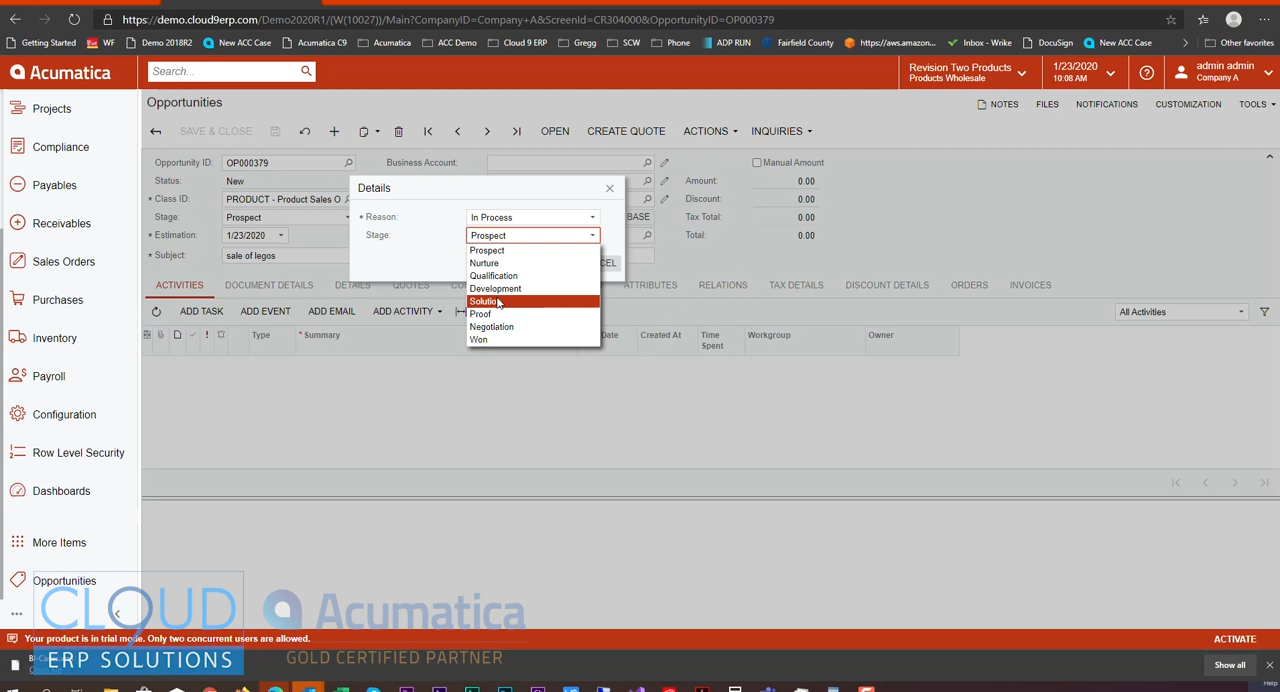 https://demo.cloud9erp.com/Demo2020R1/(W(10027))/Main?CompanyID=Company+A&ScreenId=CR304000&OpportunityID=OP000379
Getting Started WF Demo 2018R2 New ACC Case Acumatica C9 Acumatica ACC Demo Cloud 9 ERP Gregg SCW Phone ADP RUN Fairfield County https://aws.amazon... Inbox - Wrike DocuSign New ACC Case Other favorites
Acumatica Search... Revision Two Products Products Wholesale 1/23/2020 10:08 AM admin admin Company A
Projects
Compliance
Payables
Receivables
Sales Orders
Purchases
Inventory
Payroll
Configuration
Row Level Security
Dashboards
More Items
Opportunities
Opportunities NOTES FILES NOTIFICATIONS CUSTOMIZATION TOOLS
SAVE & CLOSE OPEN CREATE QUOTE ACTIONS INQUIRIES
Opportunity ID: OP000379 Business Account: Manual Amount
Status: New Amount: 0.00
* Class ID: PRODUCT - Product Sales O Discount: 0.00
Stage: Prospect BASE Tax Total: 0.00
* Estimation: 1/23/2020 Total: 0.00
* Subject: sale of legos
Details
* Reason: In Process
Stage: Prospect
Prospect
Nurture
Qualification
Development
Solution
Proof
Negotiation
Won
ACTIVITIES DOCUMENT DETAILS DETAILS QUOTES ATTRIBUTES RELATIONS TAX DETAILS DISCOUNT DETAILS ORDERS INVOICES
ADD TASK ADD EVENT ADD EMAIL ADD ACTIVITY All Activities
! Type * Summary Date Created At Time Spent Workgroup Owner
CLOUD
ERP SOLUTIONS
Acumatica
GOLD CERTIFIED PARTNER
Your product is in trial mode. Only two concurrent users are allowed. ACTIVATE
Show all
Help